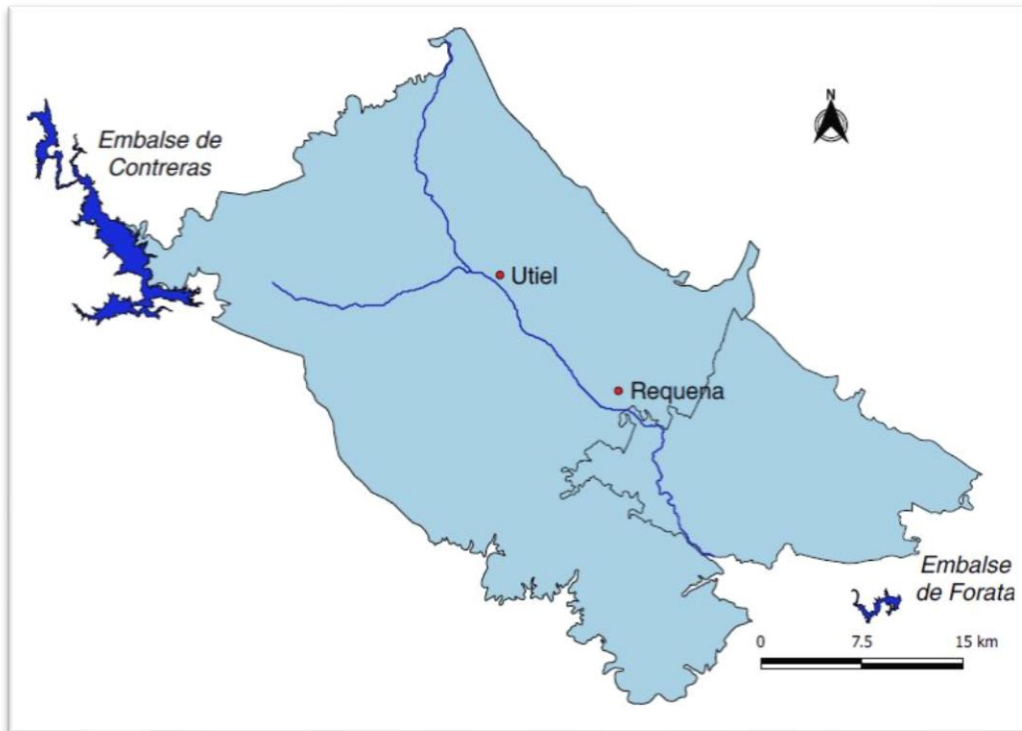 N
Embalse de
Contreras
Utiel
Requena
Embalse
de Forata
0 7.5 15 km